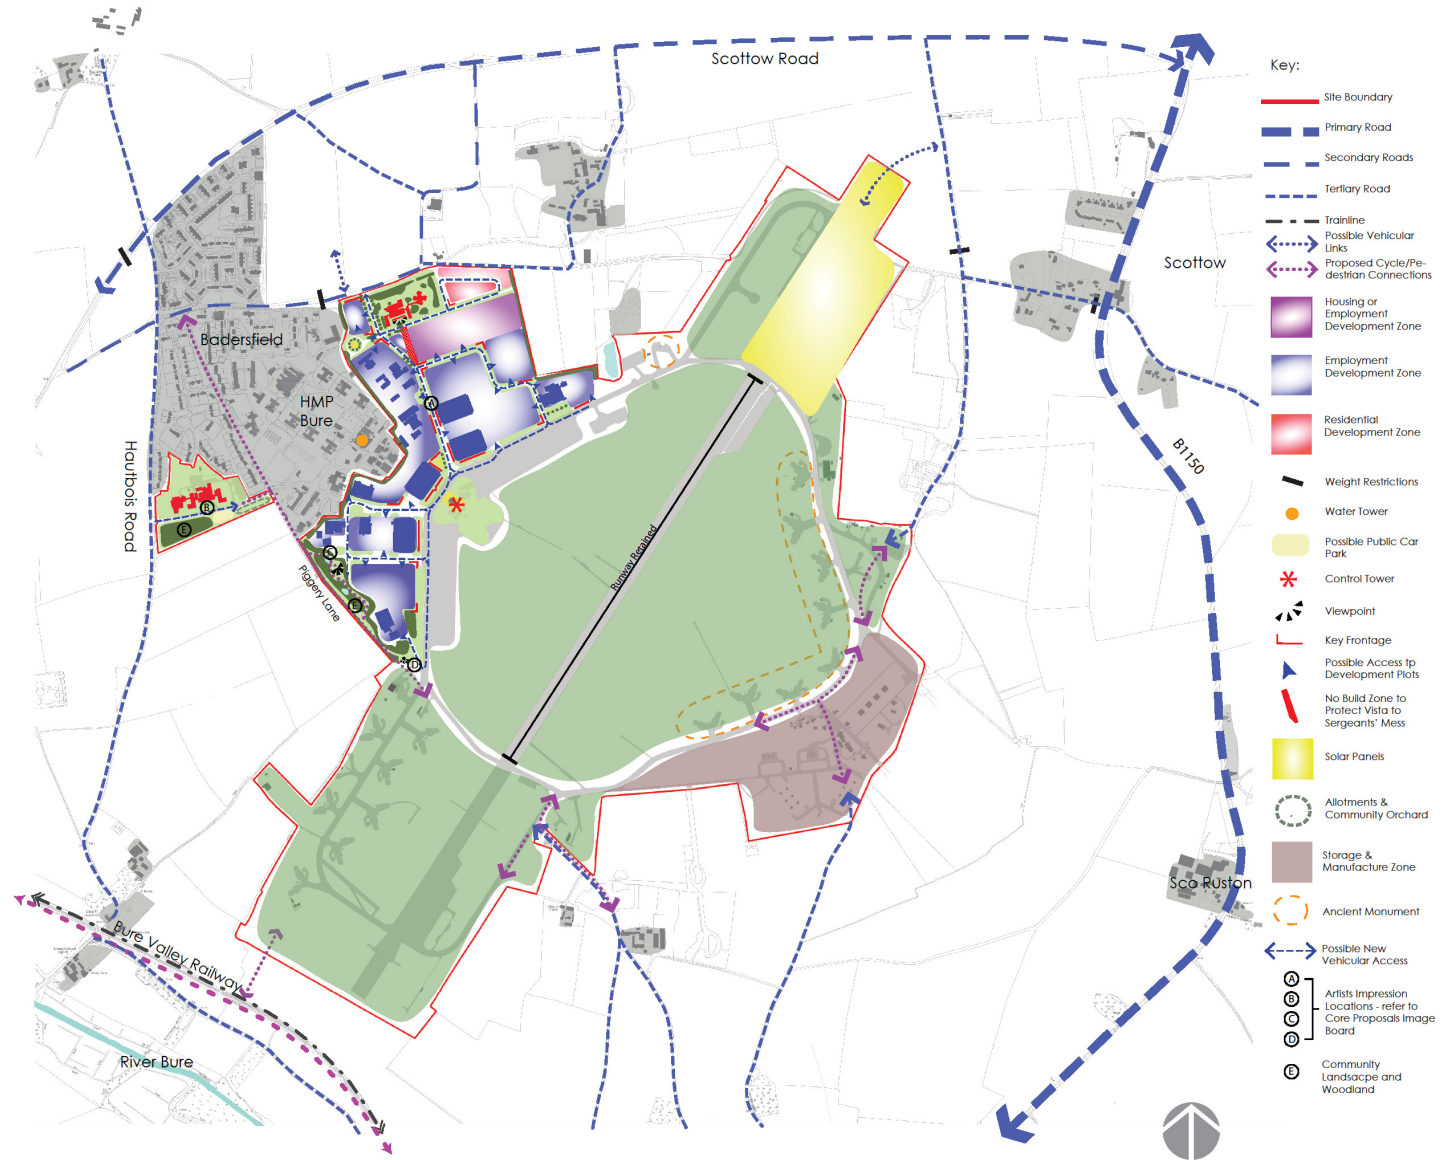 Scottow Road
Key:
Site Boundary
Primary Road
Secondary Roads
Tertiary Road
Trainline
Possible Vehicular
Links
Proposed Cycle/Pe-
destrian Connections
Housing or
Employment
Development Zone
Employment
Development Zone
Residential
Development Zone
Weight Restrictions
Water Tower
Possible Public Car
Park
Control Tower
Viewpoint
Key Frontage
Possible Access tp
Development Plots
No Build Zone to
Protect Vista to
Sergeants' Mess
Solar Panels
Allotments &
Community Orchard
Storage &
Manufacture Zone
Ancient Monument
Possible New
Vehicular Access
A
B
C
D
Artists Impression
Locations - refer to
Core Proposals Image
Board
E
Community
Landsacpe and
Woodland
Scottow
Badersfield
HMP
Bure
A
Hautbois Road
B
E
C
E
D
Piggery Lane
Runway Retained
B1150
Sco Ruston
Bure Valley Railway
River Bure